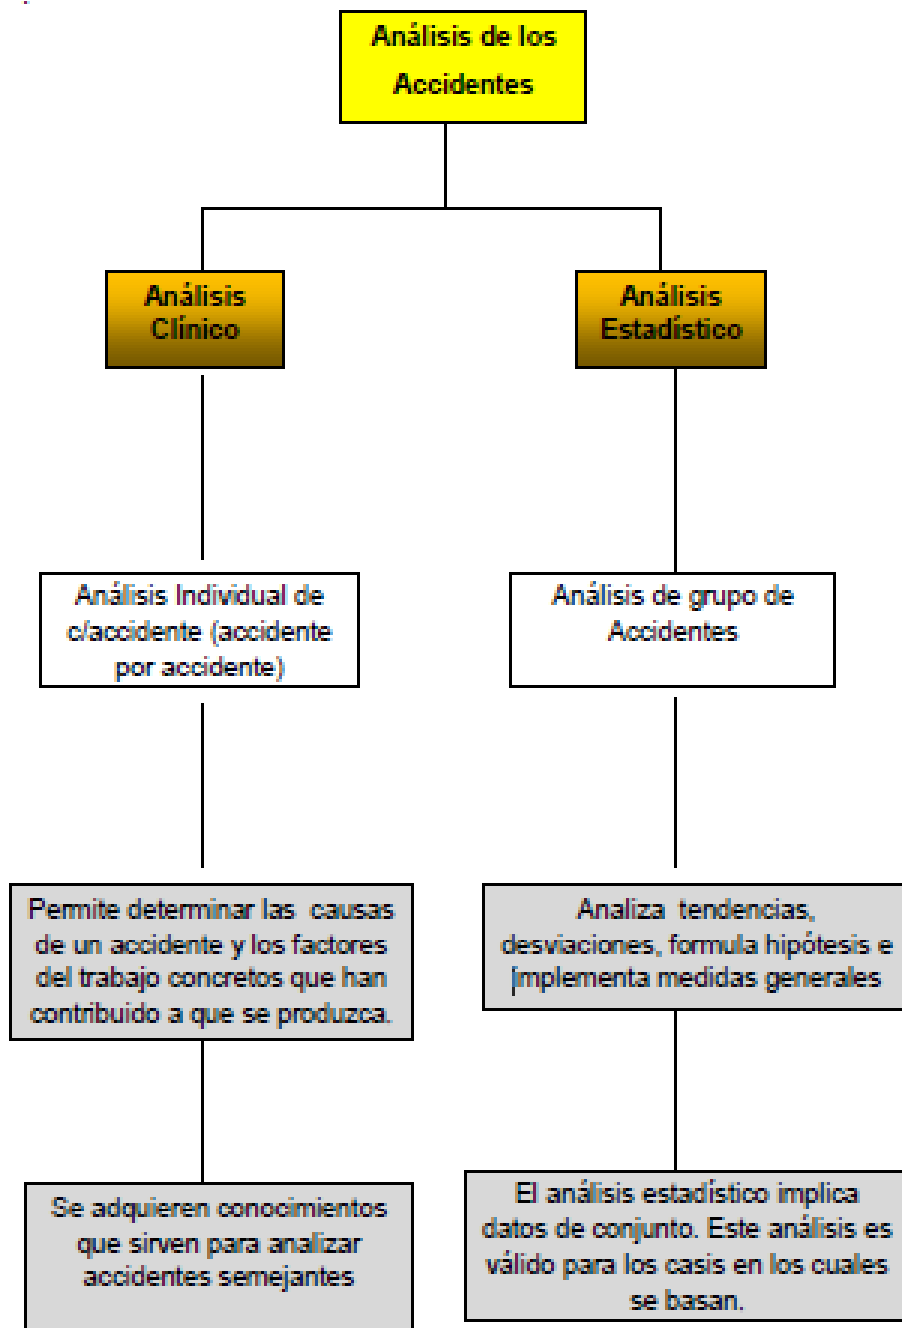 Análisis de los
Accidentes
Análisis
Clínico
Análisis
Estadístico
Análisis Individual de
c/accidente (accidente
por accidente)
Análisis de grupo de
Accidentes
Permite determinar las causas
de un accidente y los factores
del trabajo concretos que han
contribuido a que se produzca.
Analiza tendencias,
desviaciones, formula hipótesis e
implementa medidas generales
Se adquieren conocimientos
que sirven para analizar
accidentes semejantes
El análisis estadístico implica
datos de conjunto. Este análisis es
válido para los casis en los cuales
se basan.